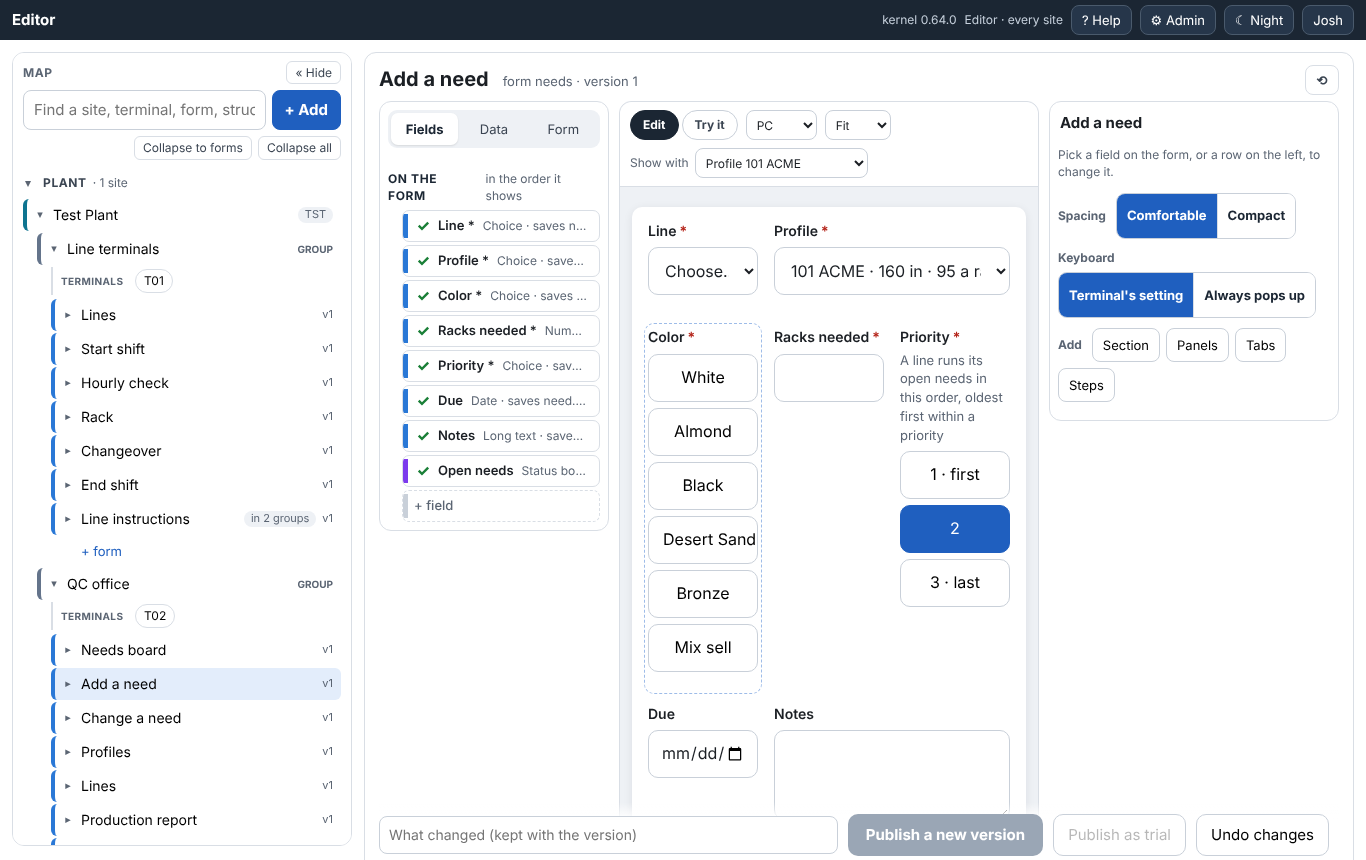 Editor
kernel 0.64.0 Editor · every site ? Help ⚙ Admin ☾ Night Josh
MAP
« Hide
Find a site, terminal, form, struc
+ Add
Collapse to forms Collapse all
▾ PLANT · 1 site
▾ Test Plant TST
▾ Line terminals GROUP
TERMINALS T01
▸ Lines v1
▸ Start shift v1
▸ Hourly check v1
▸ Rack v1
▸ Changeover v1
▸ End shift v1
▸ Line instructions in 2 groups v1
+ form
▾ QC office GROUP
TERMINALS T02
▸ Needs board v1
▸ Add a need v1
▸ Change a need v1
▸ Profiles v1
▸ Lines v1
▸ Production report v1
Add a need form needs · version 1
⟲
Fields Data Form
ON THE FORM
in the order it shows
✓ Line * Choice · saves n...
✓ Profile * Choice · save...
✓ Color * Choice · saves ...
✓ Racks needed * Num...
✓ Priority * Choice · sav...
✓ Due Date · saves need....
✓ Notes Long text · save...
✓ Open needs Status bo...
+ field
Edit Try it PC Fit
Show with Profile 101 ACME
Line * Profile *
Choose. 101 ACME · 160 in · 95 a ra
Color * Racks needed * Priority *
A line runs its
open needs in
this order, oldest
first within a
priority
White
Almond
Black
Desert Sand
Bronze
Mix sell
1 · first
2
3 · last
Due Notes
mm/dd/
Add a need
Pick a field on the form, or a row on the left, to
change it.
Spacing Comfortable Compact
Keyboard
Terminal's setting Always pops up
Add Section Panels Tabs
Steps
What changed (kept with the version) Publish a new version Publish as trial Undo changes